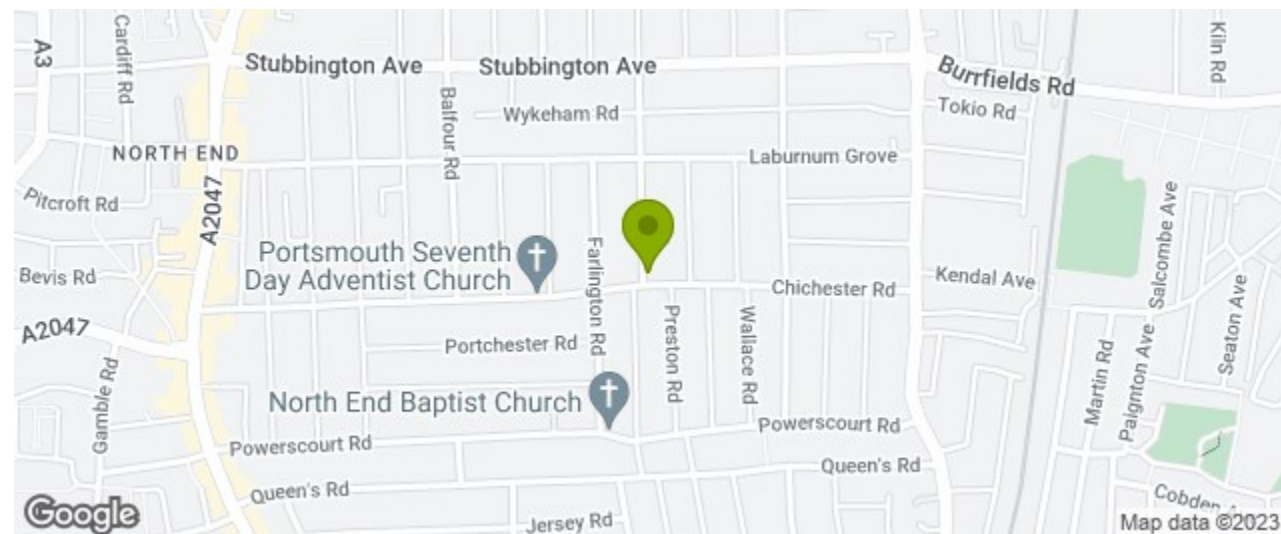 A3
Cardiff Rd
Stubbington Ave
Stubbington Ave
Burrfields Rd
Kiln Rd
Balfour Rd
Wykeham Rd
Tokio Rd
NORTH END
Laburnum Grove
Pitcroft Rd
A2047
Salcombe Ave
Portsmouth Seventh
Day Adventist Church
Farlington Rd
Bevis Rd
Chichester Rd
Kendal Ave
A2047
Portchester Rd
Preston Rd
Wallace Rd
Martin Rd
Paignton Ave
Seaton Ave
Gamble Rd
North End Baptist Church
Powerscourt Rd
Powerscourt Rd
Queen's Rd
Queen's Rd
Jersey Rd
Cobden
Google
Map data ©2023